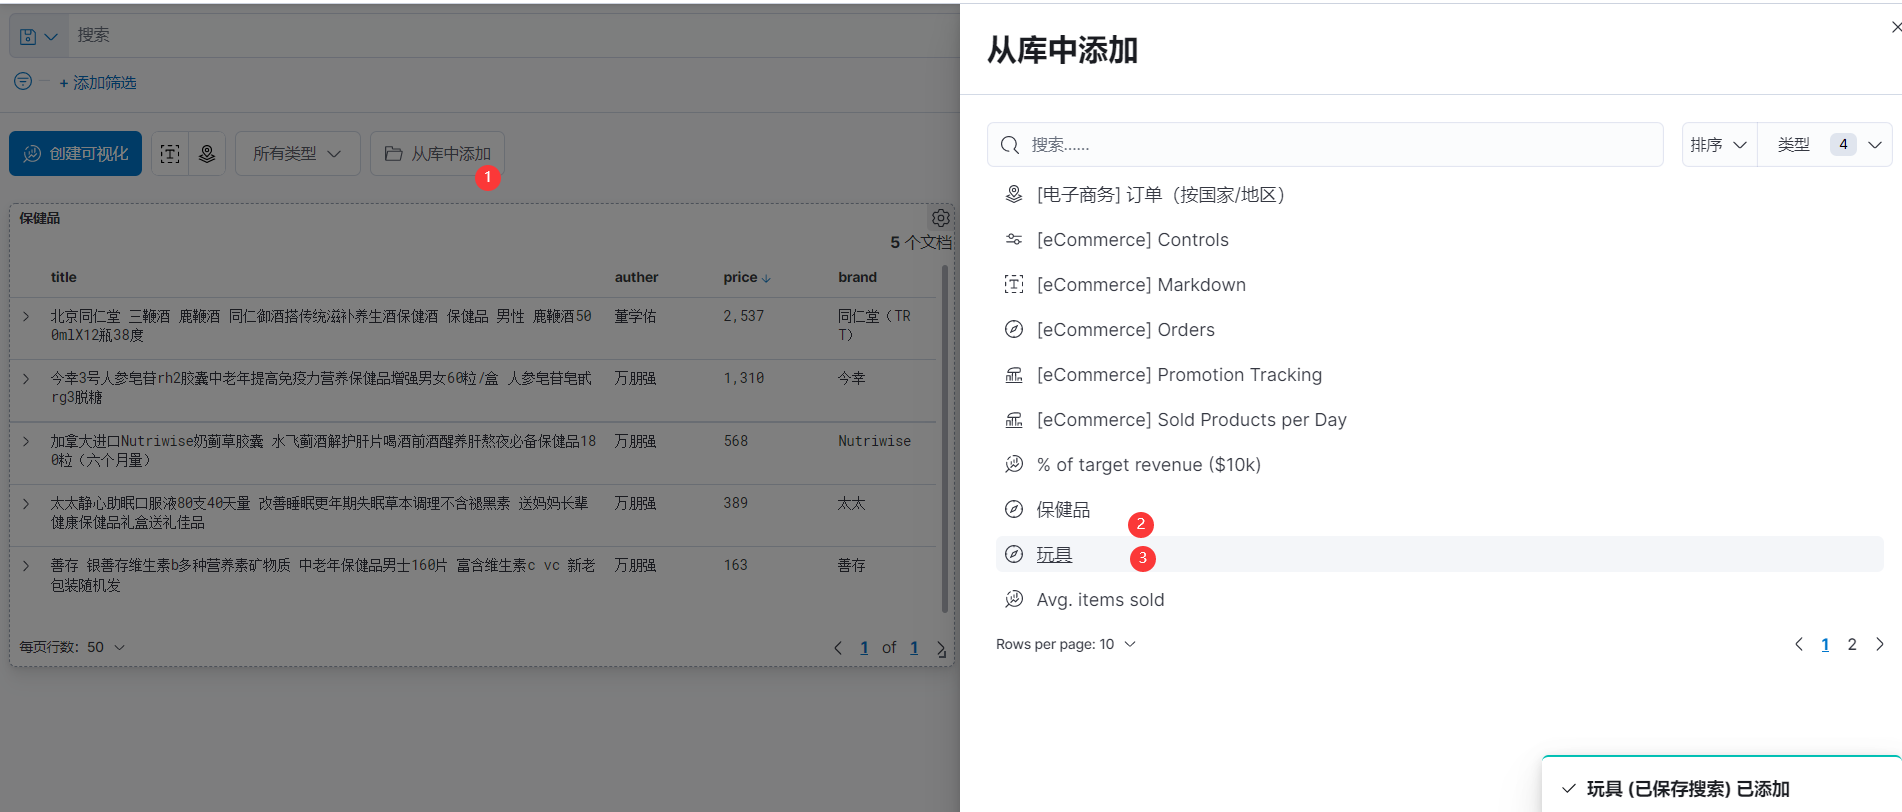 搜索
+ 添加筛选
创建可视化
所有类型
从库中添加
1
保健品
5 个文档
title auther price brand
北京同仁堂 三鞭酒 鹿鞭酒 同仁御酒搭传统滋补养生酒保健酒 保健品 男性 鹿鞭酒50 董学佑 2,537 同仁堂（TR
0mlX12瓶38度 T）
今幸3号人参皂苷rh2胶囊中老年提高免疫力营养保健品增强男女60粒/盒 人参皂苷皂甙 万朋强 1,310 今幸
rg3脱糖
加拿大进口Nutriwise奶蓟草胶囊 水飞蓟酒解护肝片喝酒前酒醒养肝熬夜必备保健品18 万朋强 568 Nutriwise
0粒（六个月量）
太太静心助眠口服液80支40天量 改善睡眠更年期失眠草本调理不含褪黑素 送妈妈长辈 万朋强 389 太太
健康保健品礼盒送礼佳品
善存 银善存维生素b多种营养素矿物质 中老年保健品男士160片 富含维生素c vc 新老 万朋强 163 善存
包装随机发
每页行数: 50
1 of 1
从库中添加
搜索......
排序
类型 4
[电子商务] 订单（按国家/地区）
[eCommerce] Controls
[eCommerce] Markdown
[eCommerce] Orders
[eCommerce] Promotion Tracking
[eCommerce] Sold Products per Day
% of target revenue ($10k)
保健品
2
玩具
3
Avg. items sold
Rows per page: 10
1 2
玩具 (已保存搜索) 已添加